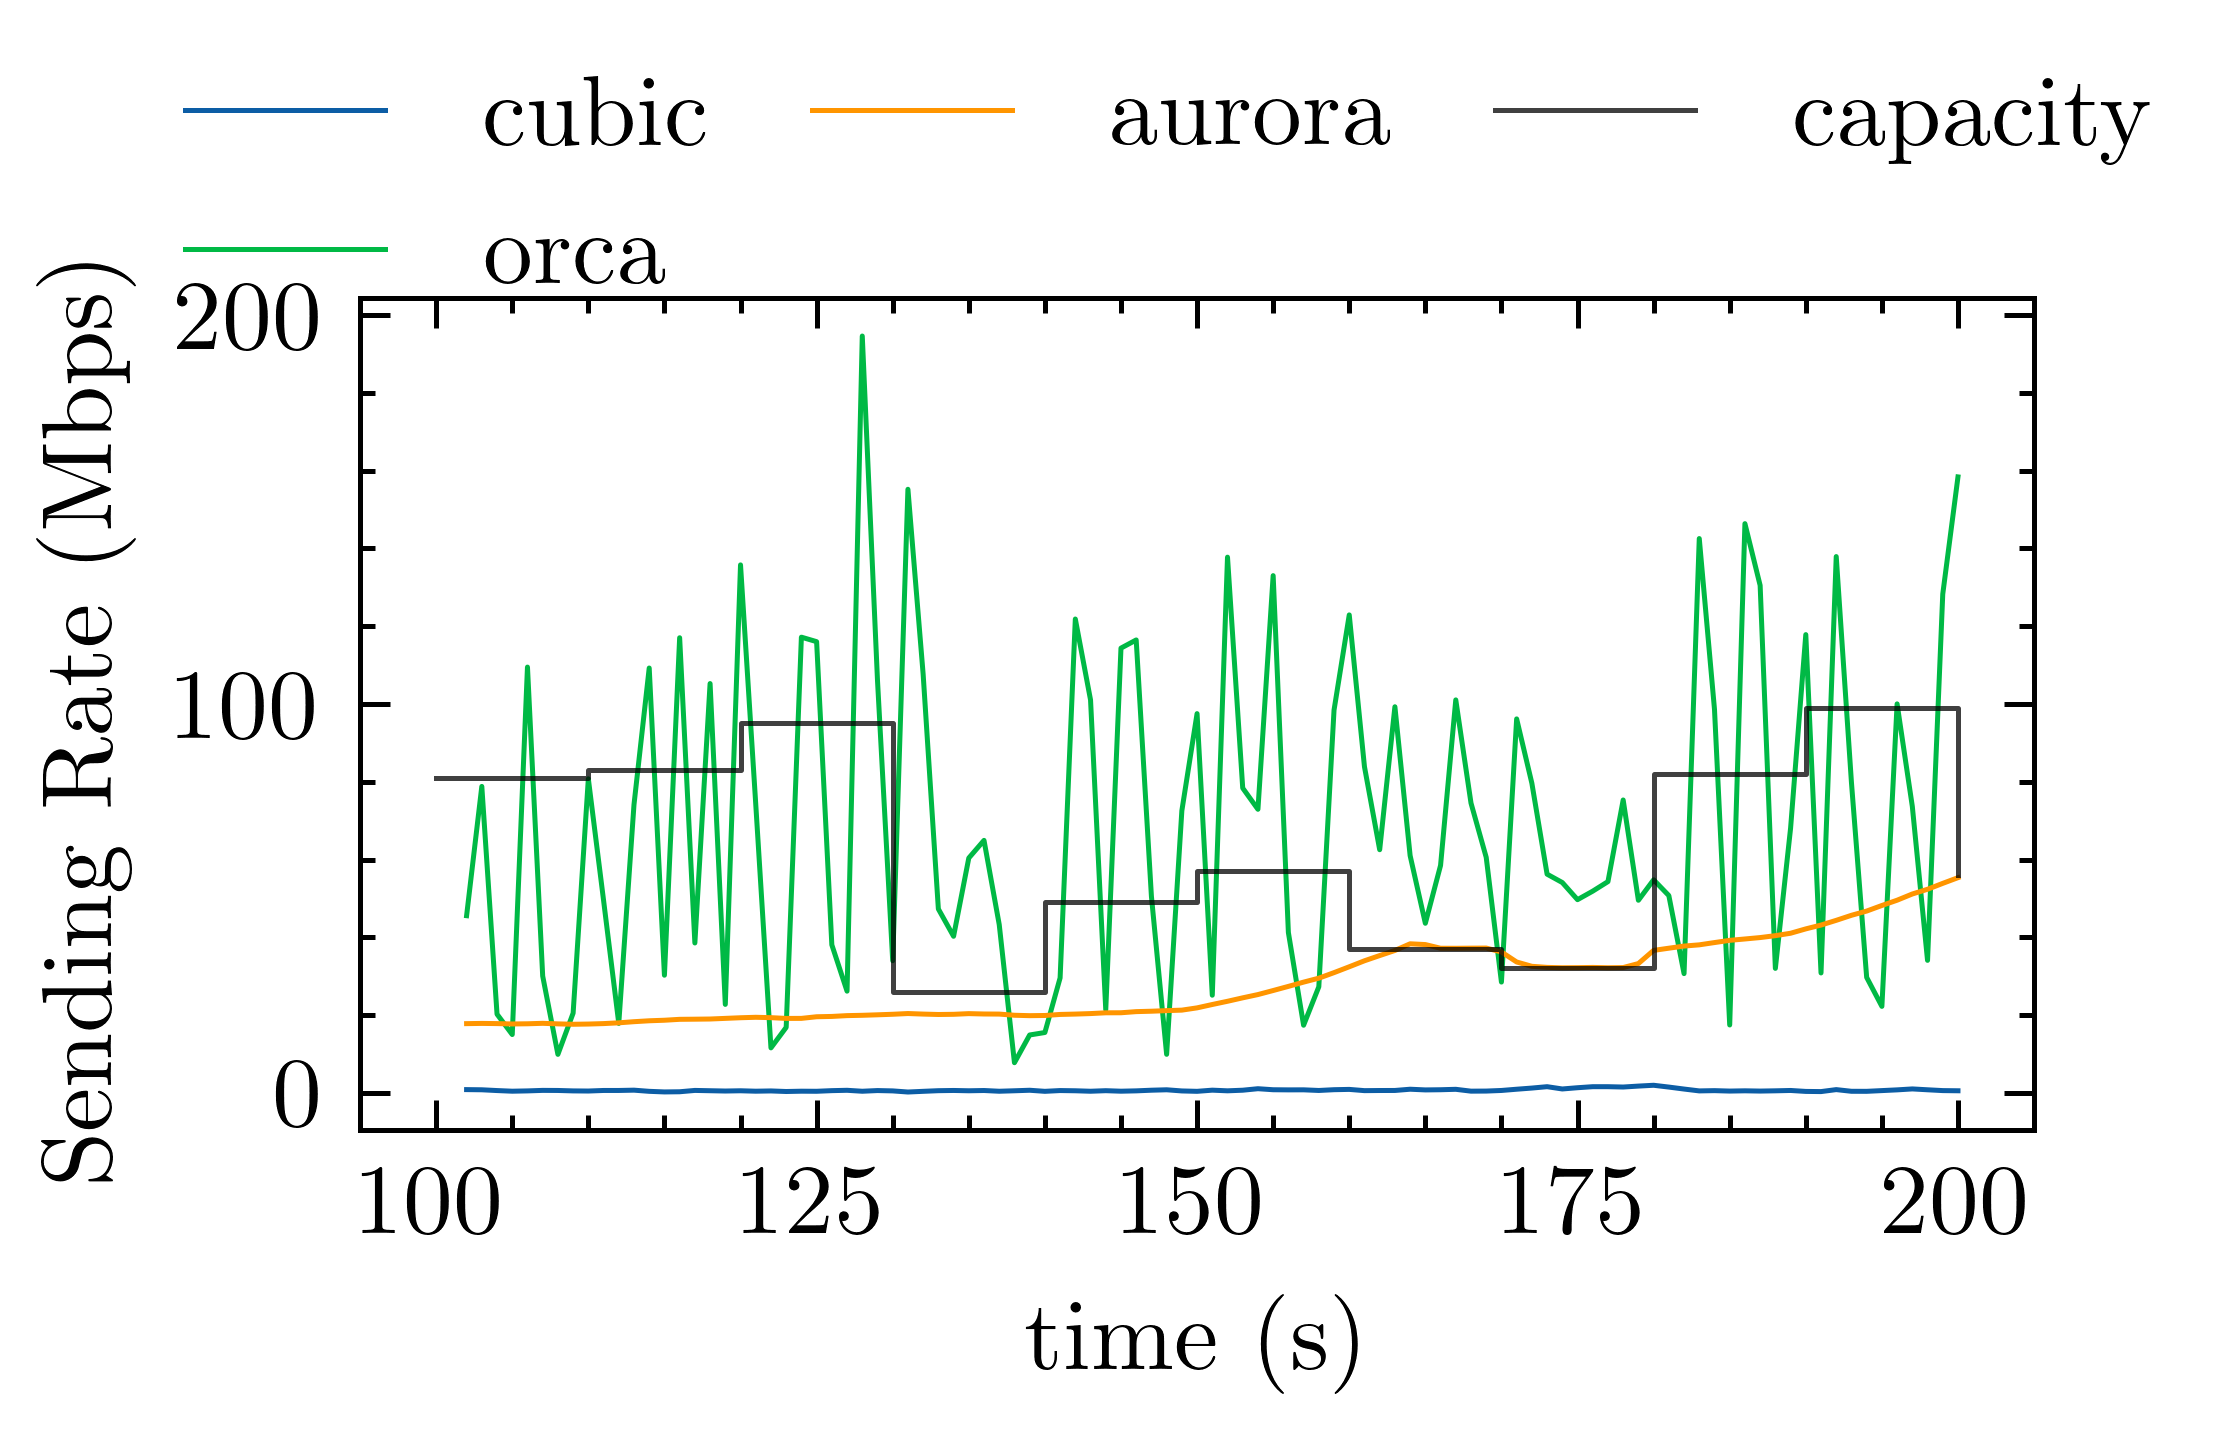 cubic aurora capacity
orca
Sending Rate (Mbps)
200
100
0
100 125 150 175 200
time (s)